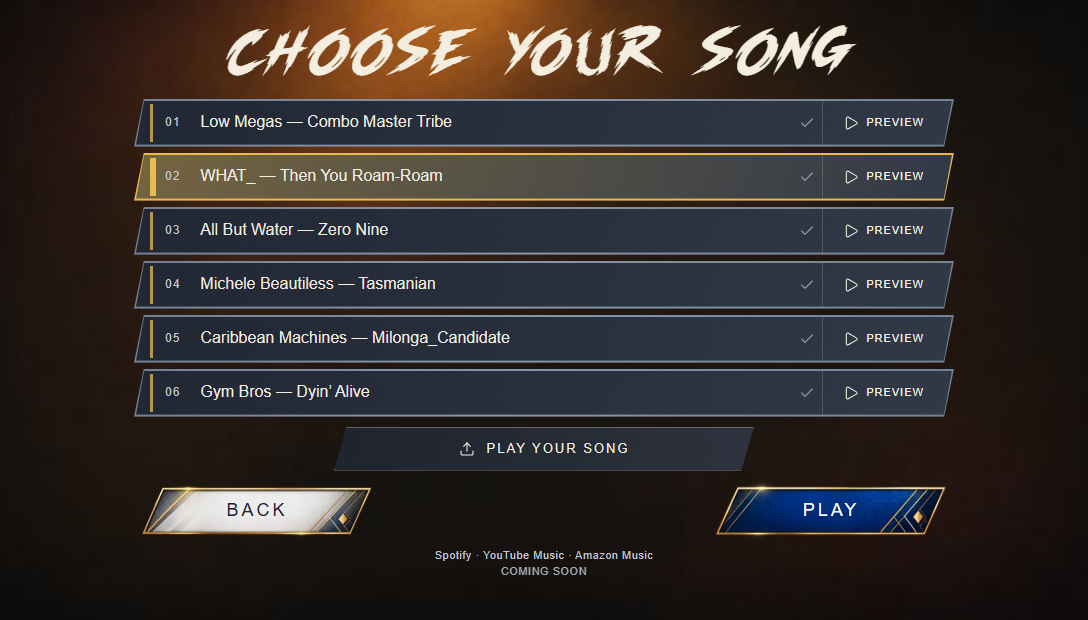 CHOOSE YOUR SONG
01 Low Megas — Combo Master Tribe PREVIEW
02 WHAT_ — Then You Roam-Roam PREVIEW
03 All But Water — Zero Nine PREVIEW
04 Michele Beautiless — Tasmanian PREVIEW
05 Caribbean Machines — Milonga_Candidate PREVIEW
06 Gym Bros — Dyin’ Alive PREVIEW
PLAY YOUR SONG
BACK PLAY
Spotify · YouTube Music · Amazon Music
COMING SOON